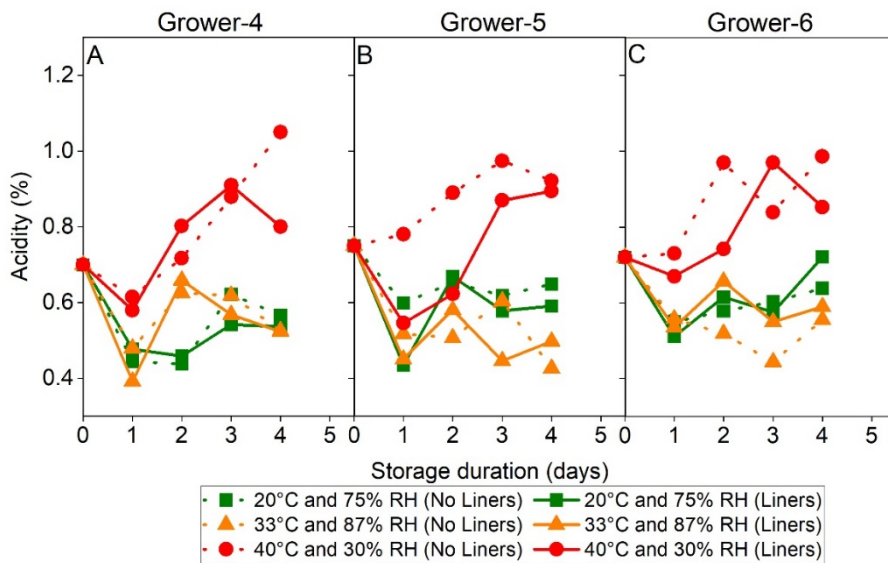 Grower-4 Grower-5 Grower-6
A B C
1.2
1.0
0.8
0.6
0.4
Acidity (%)
0 1 2 3 4 5 0 1 2 3 4 5 0 1 2 3 4 5
Storage duration (days)
20°C and 75% RH (No Liners) 20°C and 75% RH (Liners)
33°C and 87% RH (No Liners) 33°C and 87% RH (Liners)
40°C and 30% RH (No Liners) 40°C and 30% RH (Liners)